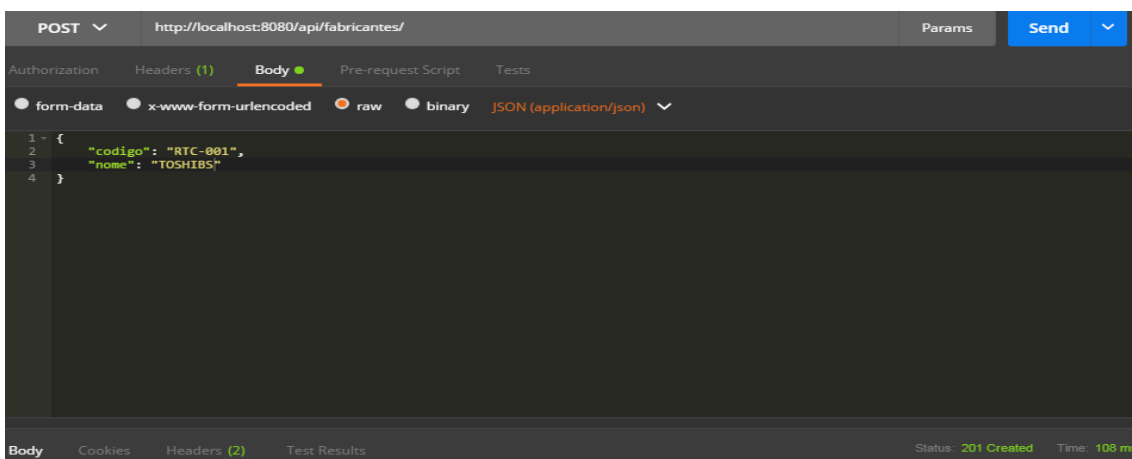 POST http://localhost:8080/api/fabricantes/ Params Send
Authorization Headers (1) Body Pre-request Script Tests
form-data x-www-form-urlencoded raw binary JSON (application/json)
1 {
2 "codigo": "RTC-001",
3 "nome": "TOSHIBS"
4 }
Body Cookies Headers (2) Test Results Status: 201 Created Time: 108 m